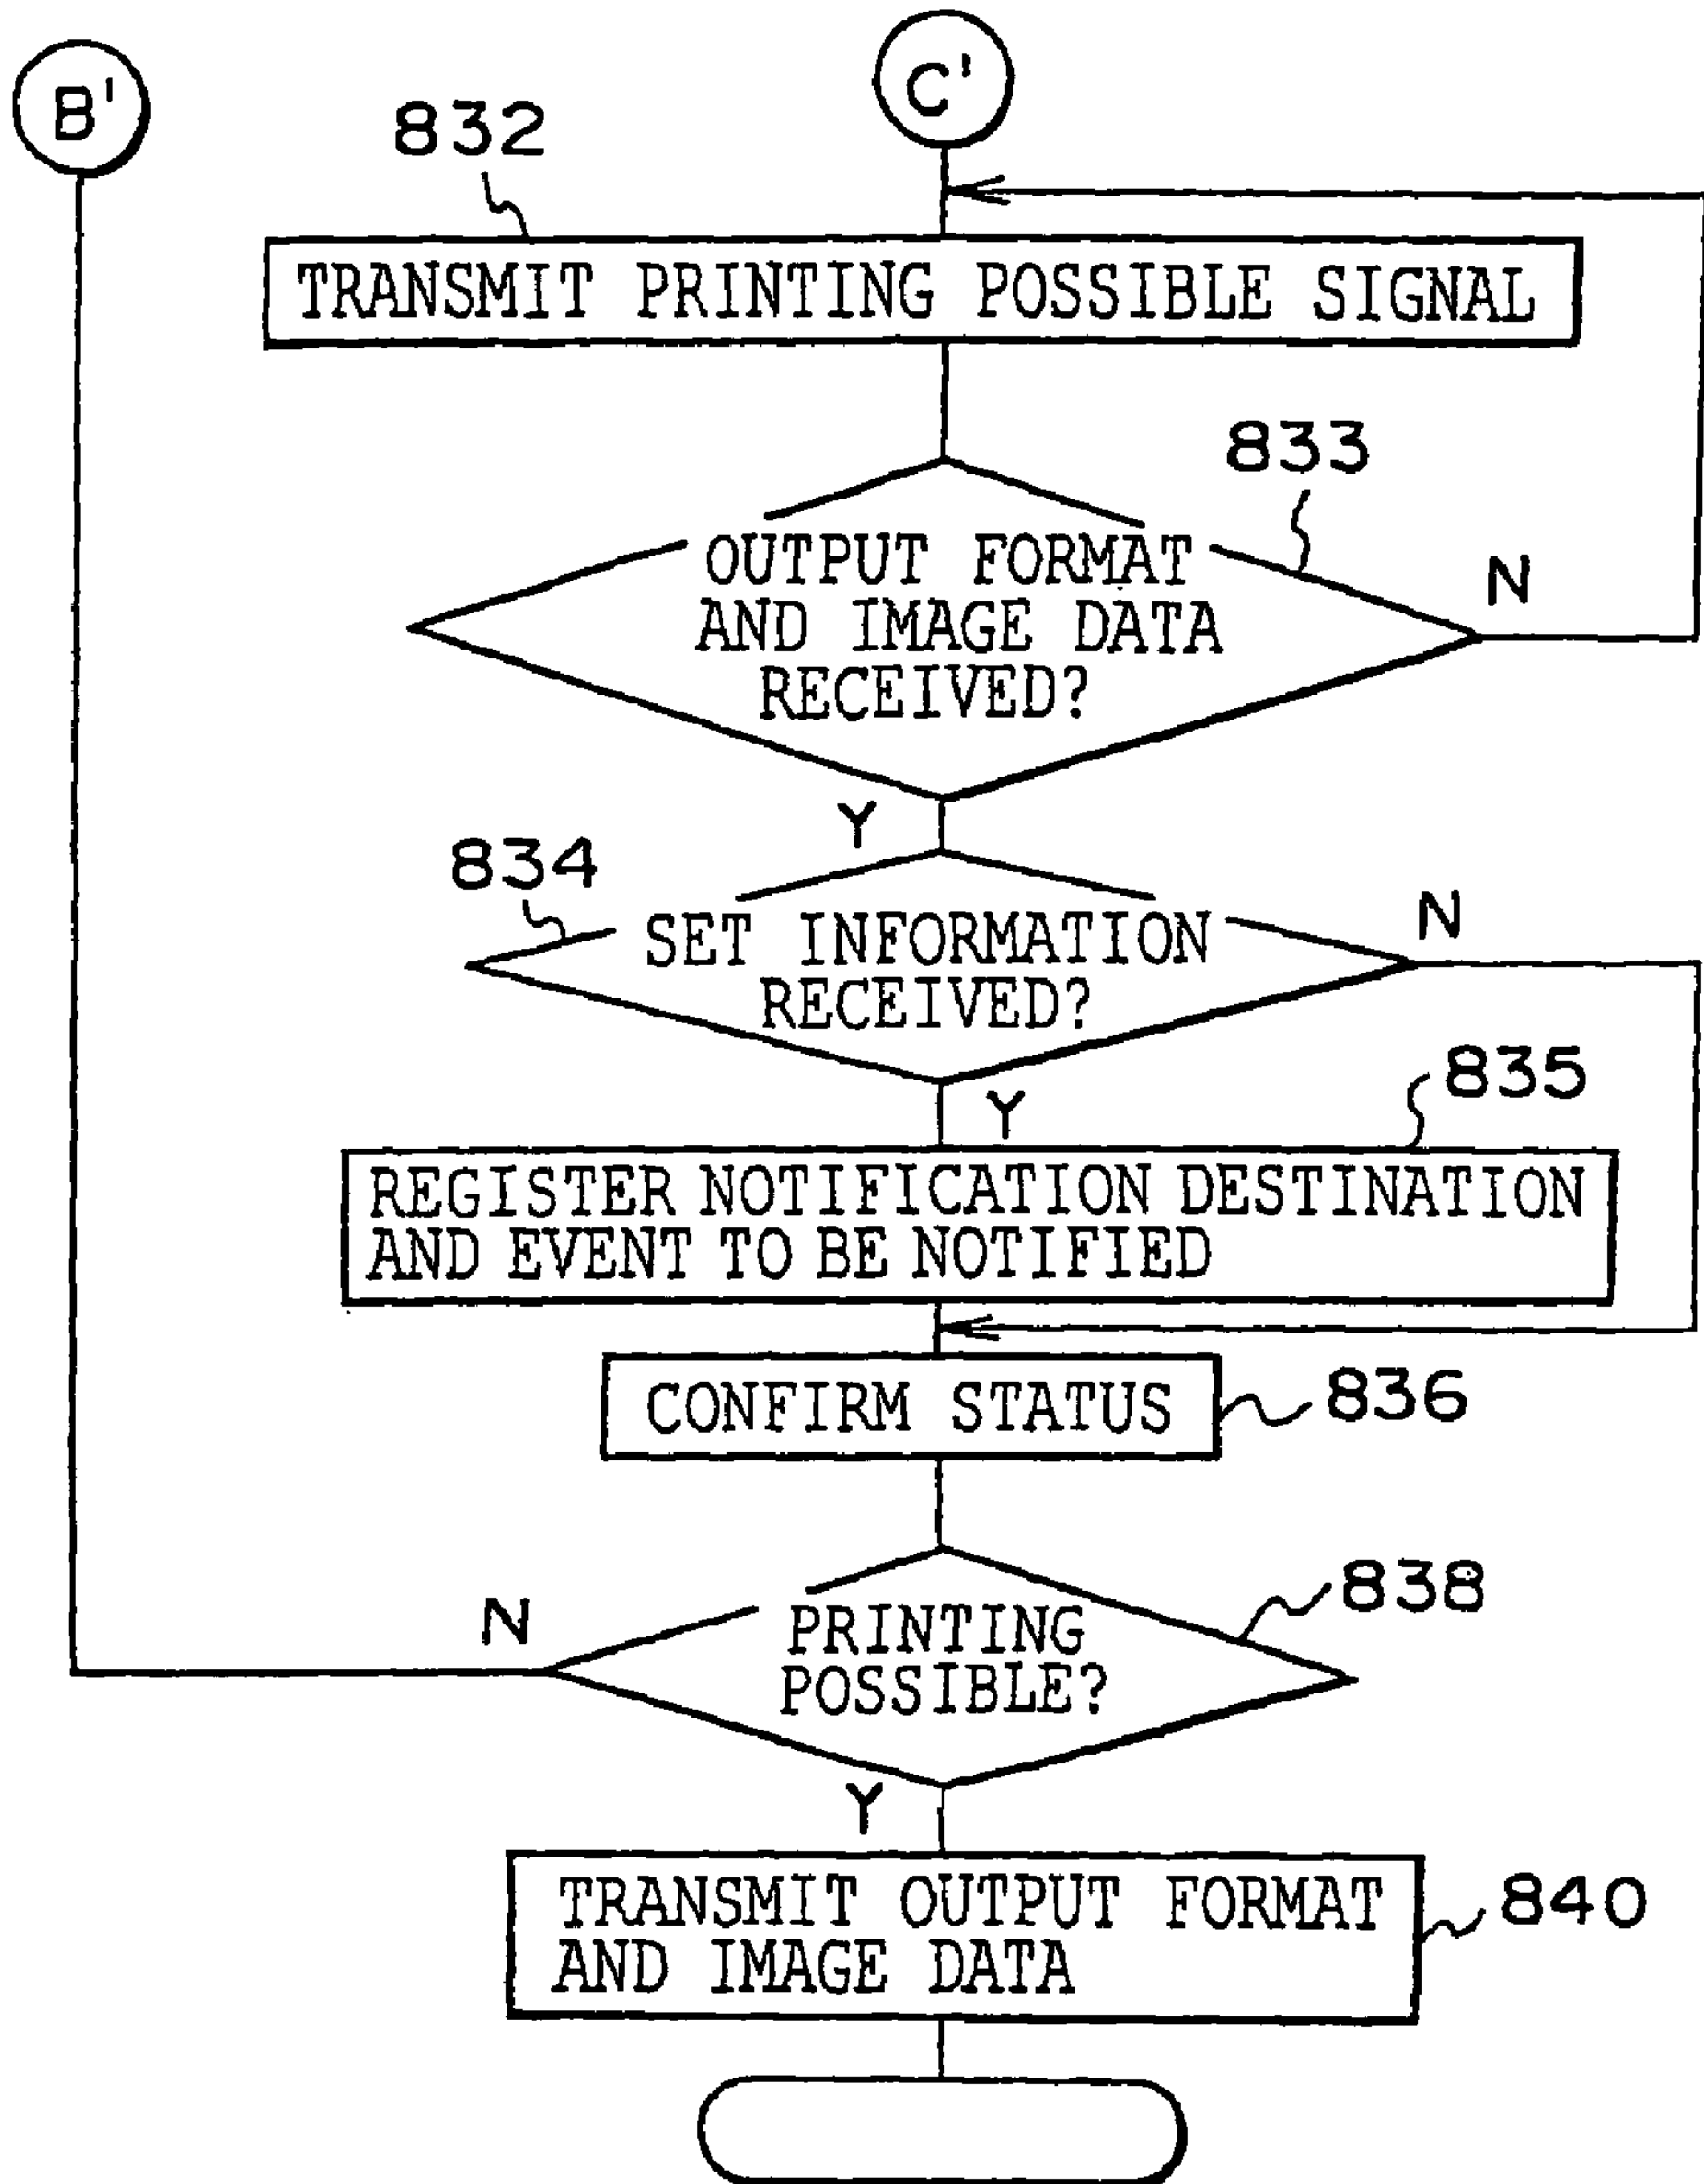 B'
C'
832
TRANSMIT PRINTING POSSIBLE SIGNAL
833
OUTPUT FORMAT
AND IMAGE DATA
RECEIVED?
N
Y
834
SET INFORMATION
RECEIVED?
N
Y
835
REGISTER NOTIFICATION DESTINATION
AND EVENT TO BE NOTIFIED
CONFIRM STATUS
836
838
N
PRINTING
POSSIBLE?
Y
TRANSMIT OUTPUT FORMAT
AND IMAGE DATA
840